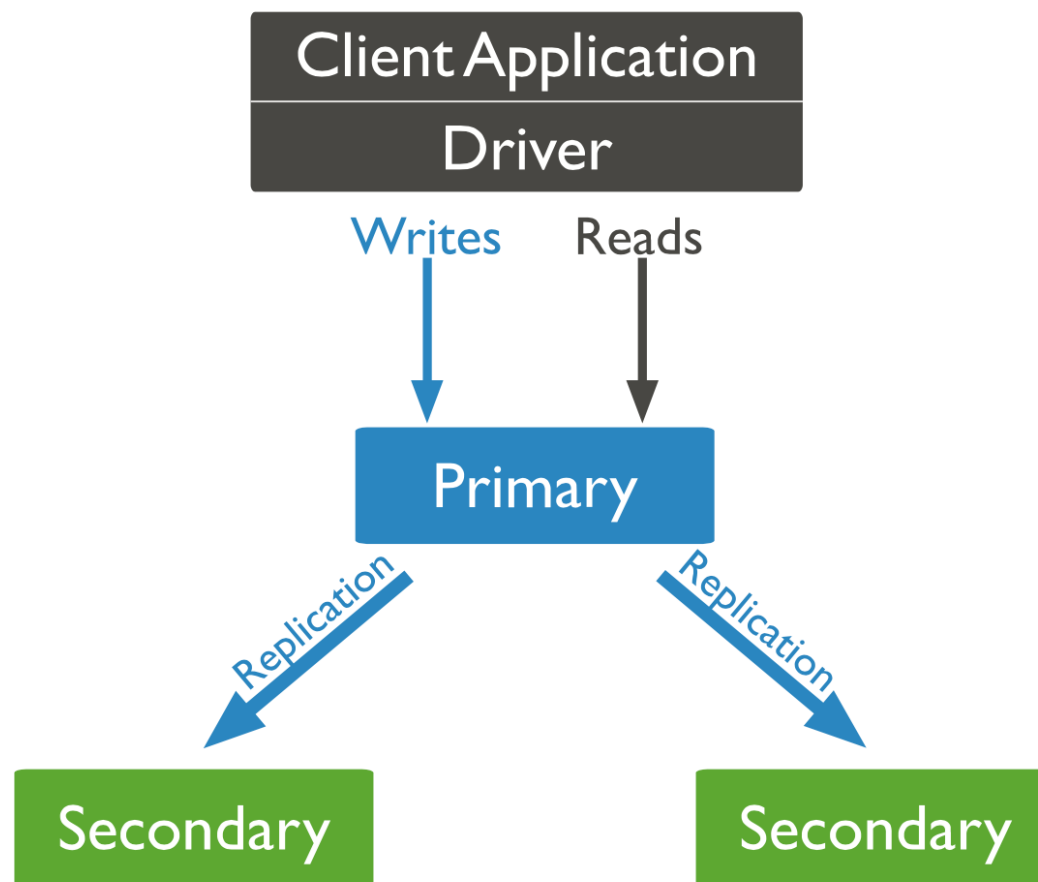 Client Application
Driver
Writes
Reads
Primary
Replication
Replication
Secondary
Secondary